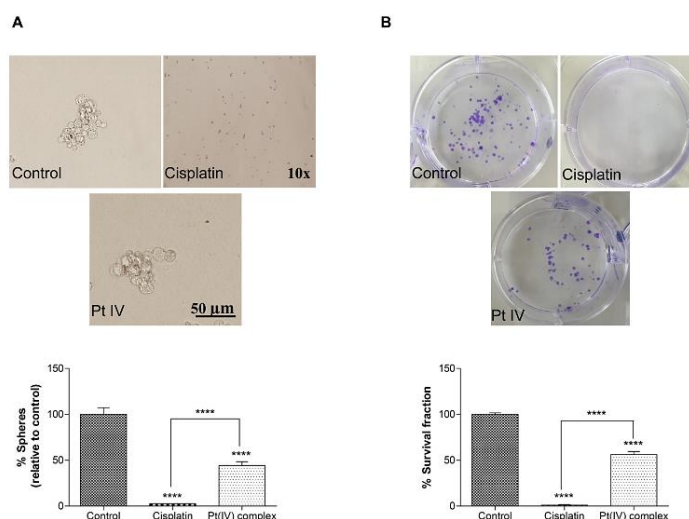 A
B
Control
Cisplatin
10x
Pt IV
50 µm
Control
Cisplatin
Pt IV
% Spheres
(relative to control)
150
100
50
0
****
****
****
Control
Cisplatin
Pt(IV) complex
% Survival fraction
150
100
50
0
****
****
****
Control
Cisplatin
Pt(IV) complex